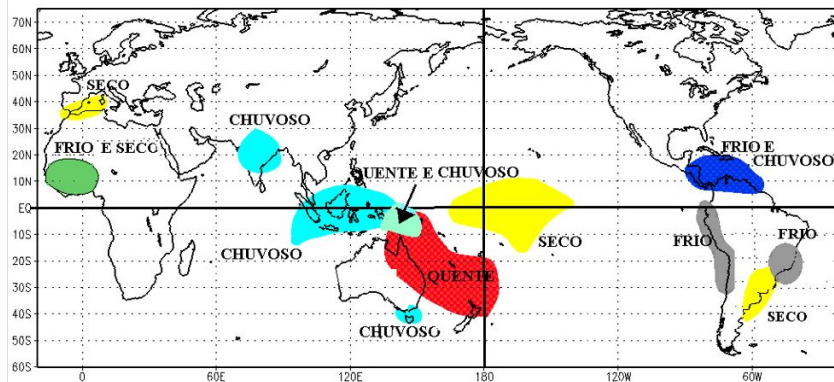 70N
60N
50N
40N
30N
20N
10N
EQ
10S
20S
30S
40S
50S
60S
SECO
FRIO E SECO
CHUVOSO
QUENTE E CHUVOSO
CHUVOSO
QUENTE
CHUVOSO
SECO
FRIO E
CHUVOSO
FRIO
FRIO
SECO
0
60E
120E
180
120W
60W